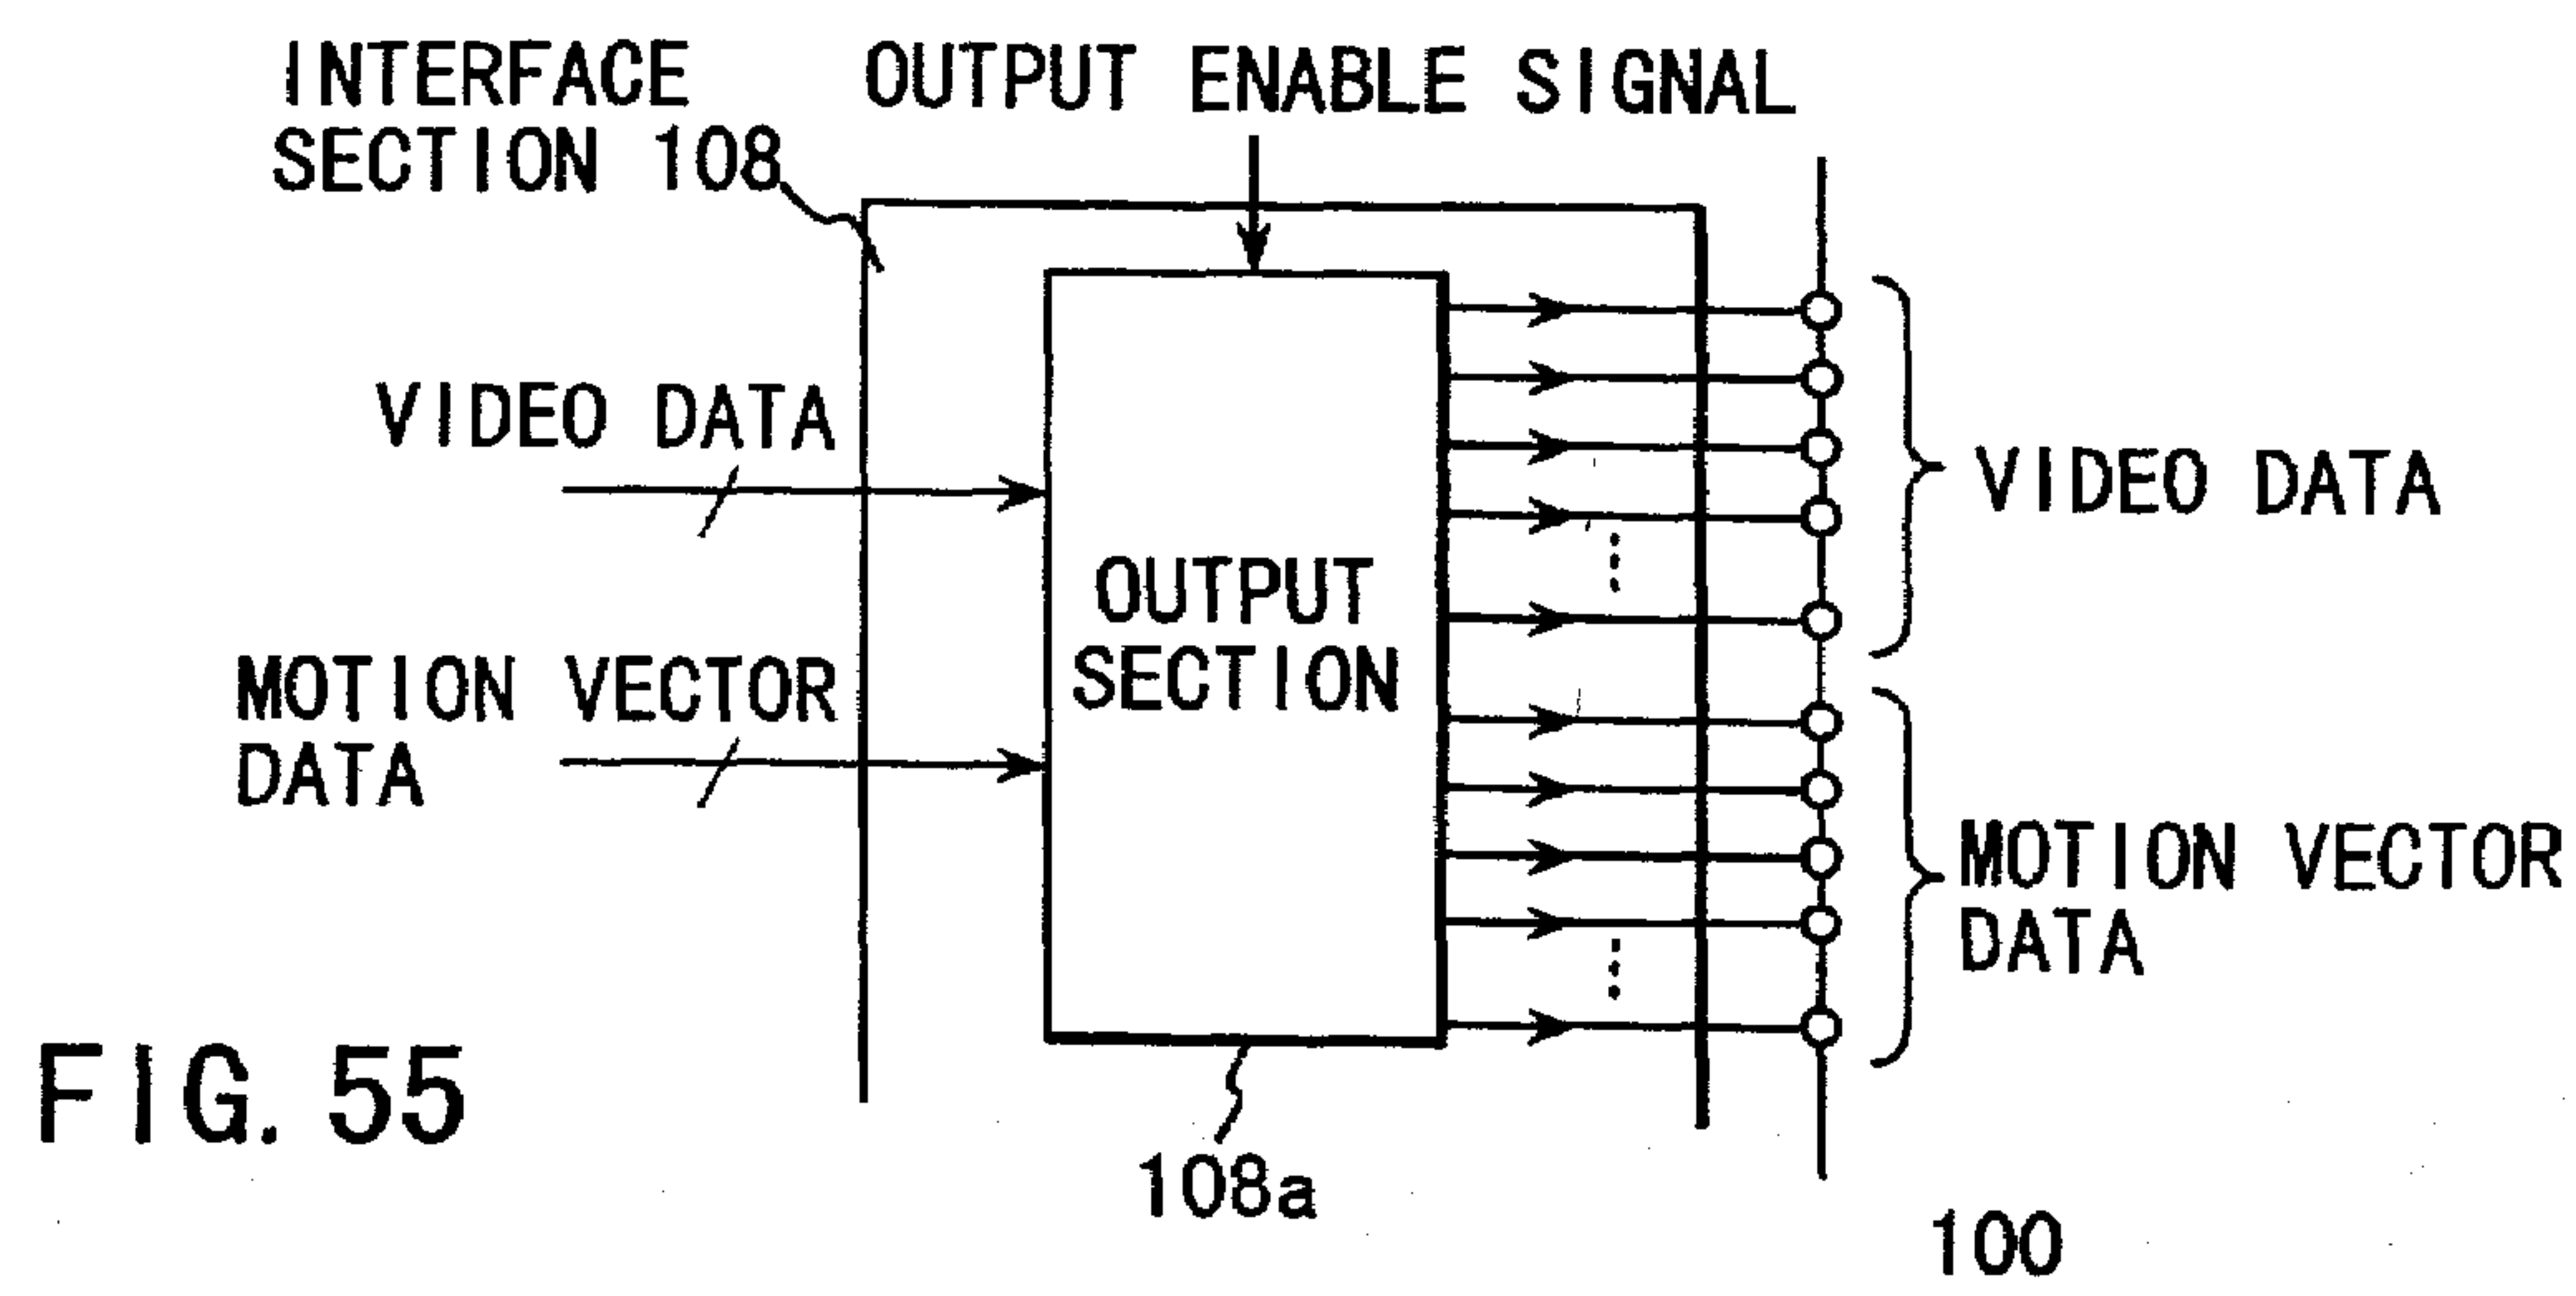 INTERFACE
SECTION 108
OUTPUT ENABLE SIGNAL
VIDEO DATA
MOTION VECTOR
DATA
OUTPUT
SECTION
VIDEO DATA
MOTION VECTOR
DATA
108a
100
FIG. 55